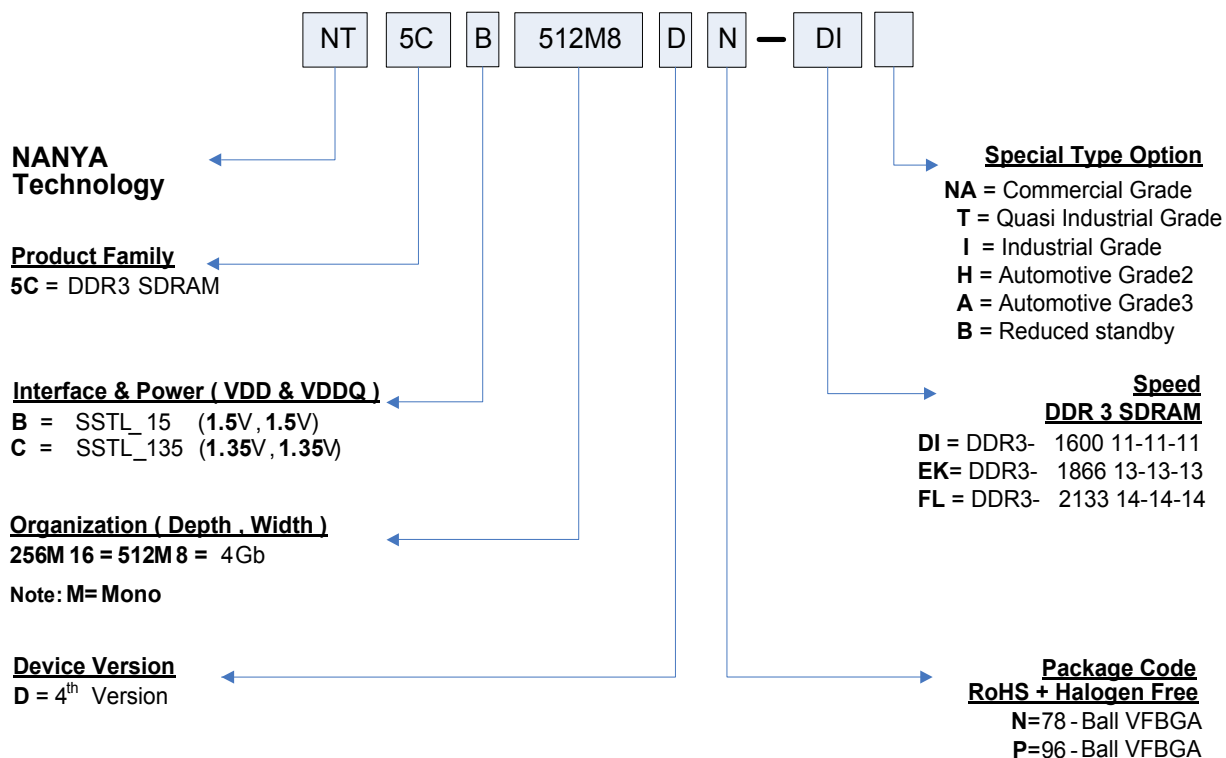 NT 5C B 512M8 D N — DI
NANYA
Technology
Product Family
5C = DDR3 SDRAM
Interface & Power ( VDD & VDDQ )
B = SSTL_ 15 (1.5V , 1.5V)
C = SSTL_135 (1.35V , 1.35V)
Organization ( Depth , Width )
256M 16 = 512M 8 = 4Gb
Note: M= Mono
Device Version
D = 4th Version
Special Type Option
NA = Commercial Grade
T = Quasi Industrial Grade
I = Industrial Grade
H = Automotive Grade2
A = Automotive Grade3
B = Reduced standby
Speed
DDR 3 SDRAM
DI = DDR3- 1600 11-11-11
EK= DDR3- 1866 13-13-13
FL = DDR3- 2133 14-14-14
Package Code
RoHS + Halogen Free
N=78 - Ball VFBGA
P=96 - Ball VFBGA